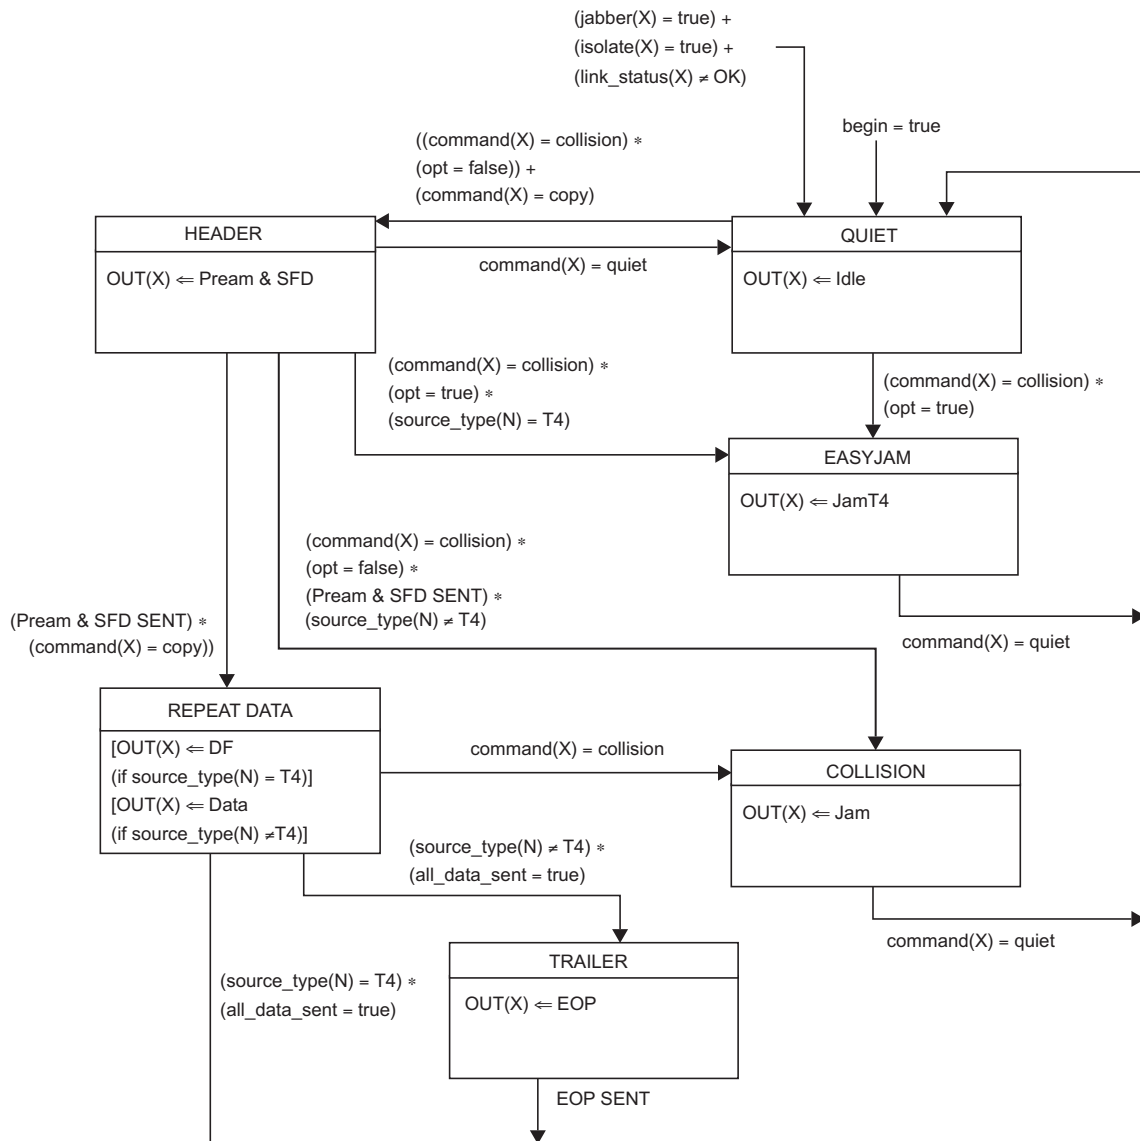 (jabber(X) = true) +
(isolate(X) = true) +
(link_status(X) ≠ OK)
begin = true
((command(X) = collision) *
(opt = false)) +
(command(X) = copy)
HEADER
OUT(X) ⇐ Pream & SFD
command(X) = quiet
QUIET
OUT(X) ⇐ Idle
(command(X) = collision) *
(opt = true) *
(source_type(N) = T4)
(command(X) = collision) *
(opt = true)
EASYJAM
OUT(X) ⇐ JamT4
command(X) = quiet
(command(X) = collision) *
(opt = false) *
(Pream & SFD SENT) *
(source_type(N) ≠ T4)
(Pream & SFD SENT) *
(command(X) = copy))
REPEAT DATA
[OUT(X) ⇐ DF
(if source_type(N) = T4)]
[OUT(X) ⇐ Data
(if source_type(N) ≠T4)]
command(X) = collision
COLLISION
OUT(X) ⇐ Jam
command(X) = quiet
(source_type(N) ≠ T4) *
(all_data_sent = true)
TRAILER
OUT(X) ⇐ EOP
(source_type(N) = T4) *
(all_data_sent = true)
EOP SENT